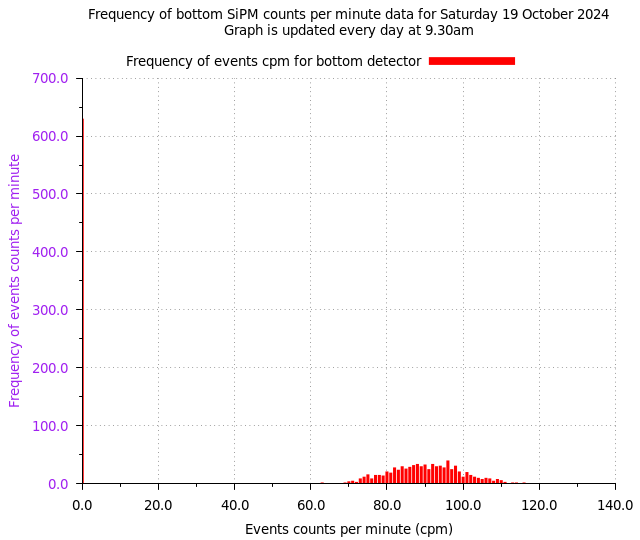 Frequency of bottom SiPM counts per minute data for Saturday 19 October 2024
Graph is updated every day at 9.30am
Frequency of events cpm for bottom detector
700.0
600.0
500.0
400.0
300.0
200.0
100.0
0.0
Frequency of events counts per minute
0.0 20.0 40.0 60.0 80.0 100.0 120.0 140.0
Events counts per minute (cpm)